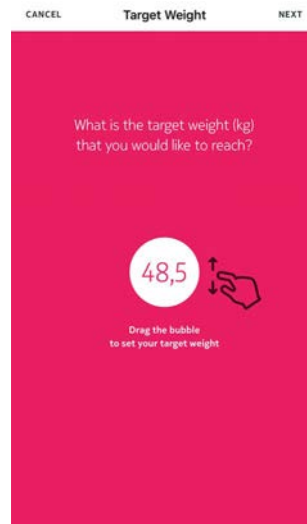 CANCEL Target Weight NEXT
What is the target weight (kg)
that you would like to reach?
48,5
Drag the bubble
to set your target weight